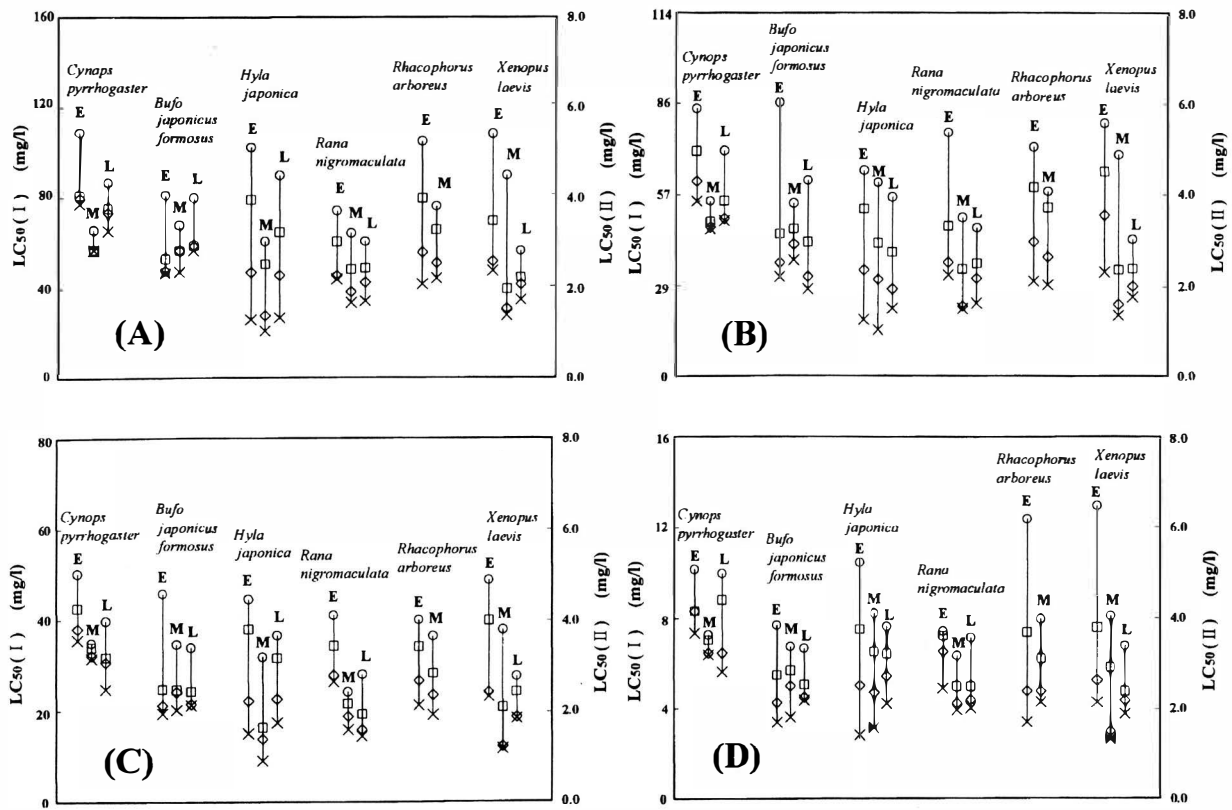 160
120
80
40
0
LC50 ( I ) (mg/l)
8.0
6.0
4.0
2.0
0.0
LC50 (II) (mg/l)
Cynaps
pyrrhogaster
E
M
L
Bufo
japonicus
formosus
E
M
L
Hyla
japonica
E
M
L
Rana
nigromaculata
E
M
L
Rhacophorus
arboreus
E
M
Xenopus
laevis
E
M
L
(A)
114
86
57
29
0
LC50 ( I ) (mg/l)
8.0
6.0
4.0
2.0
0.0
LC50 (II) (mg/l)
Cynops
pyrrhogaster
E
M
L
Bufo
japonicus
formosus
E
M
L
Hyla
japonica
E
M
L
Rana
nigromaculata
E
M
L
Rhacophorus
arboreus
E
M
Xenopus
laevis
E
M
L
(B)
80
60
40
20
0
LC50 ( I ) (mg/l)
8.0
6.0
4.0
2.0
0.0
LC50 (II) (mg/l)
Cynops
pyrrhogaster
E
M
L
Bufo
japonicus
formosus
E
M
L
Hyla
japonica
E
M
L
Rana
nigromaculata
E
M
L
Rhacophorus
arboreus
E
M
Xenopus
laevis
E
M
L
(C)
16
12
8
4
0
LC50 ( I ) (mg/l)
8.0
6.0
4.0
2.0
0.0
LC50 (II) (mg/l)
Cynops
pyrrhogaster
E
M
L
Bufo
japonicus
formosus
E
M
L
Hyla
japonica
E
M
L
Rana
nigromaculata
E
M
L
Rhacophorus
arboreus
E
M
Xenopus
laevis
E
M
L
(D)